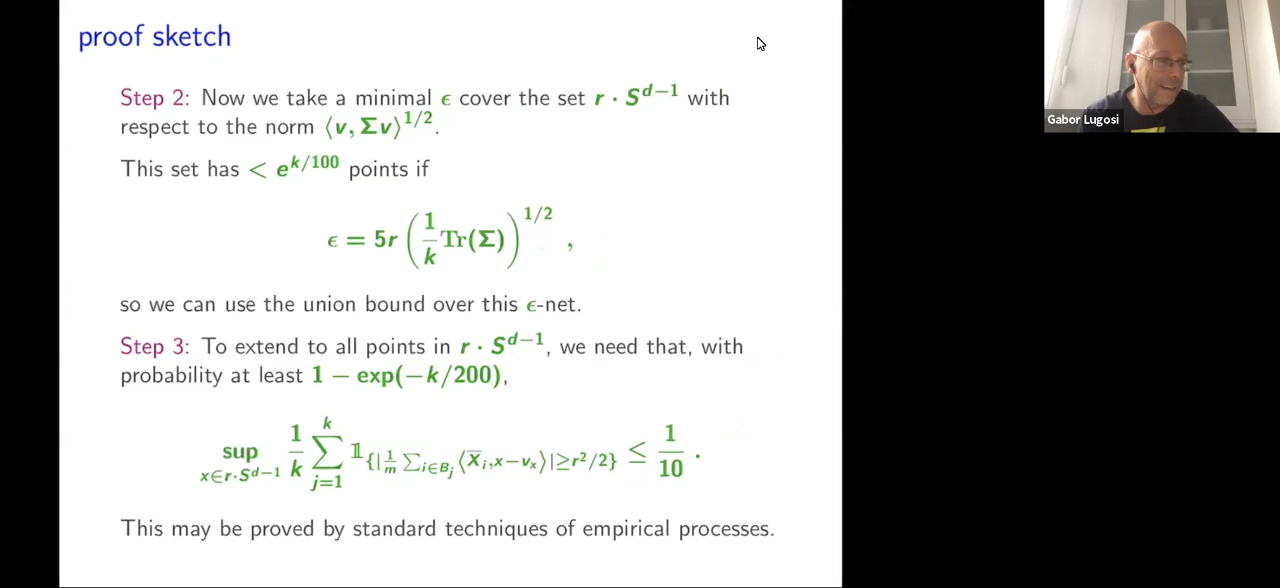 proof sketch
Step 2: Now we take a minimal ϵ cover the set r · S^{d−1} with
respect to the norm ⟨v, Σv⟩^{1/2}.
This set has < e^{k/100} points if
ϵ = 5r (1/k Tr(Σ))^{1/2} ,
so we can use the union bound over this ϵ-net.
Step 3: To extend to all points in r · S^{d−1}, we need that, with
probability at least 1 − exp(−k/200),
sup_{x∈r·S^{d−1}} 1/k ∑_{j=1}^{k} 𝟙_{{|1/m ∑_{i∈B_j} ⟨X̅_i,x−v_x⟩|≥r^2/2}} ≤ 1/10 .
This may be proved by standard techniques of empirical processes.
Gabor Lugosi